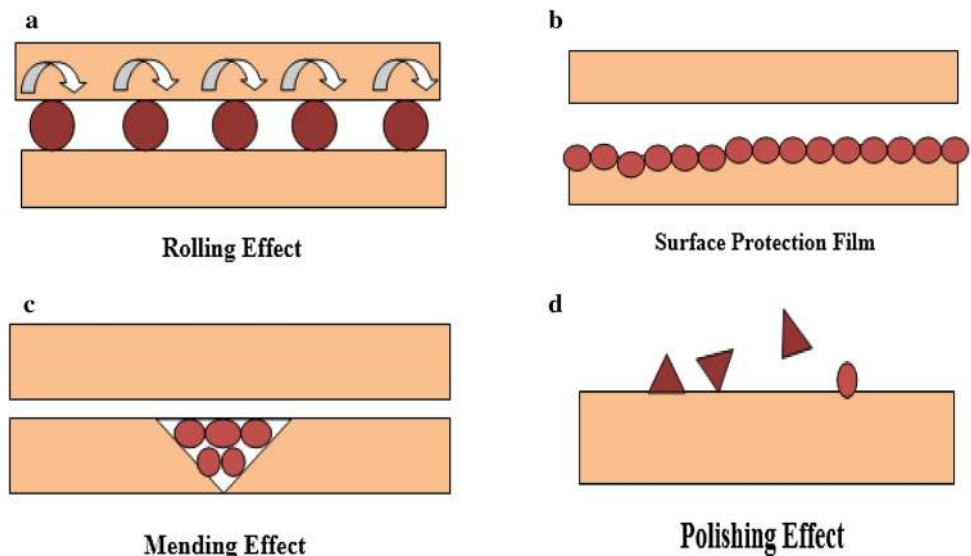 a
Rolling Effect
b
Surface Protection Film
c
Mending Effect
d
Polishing Effect